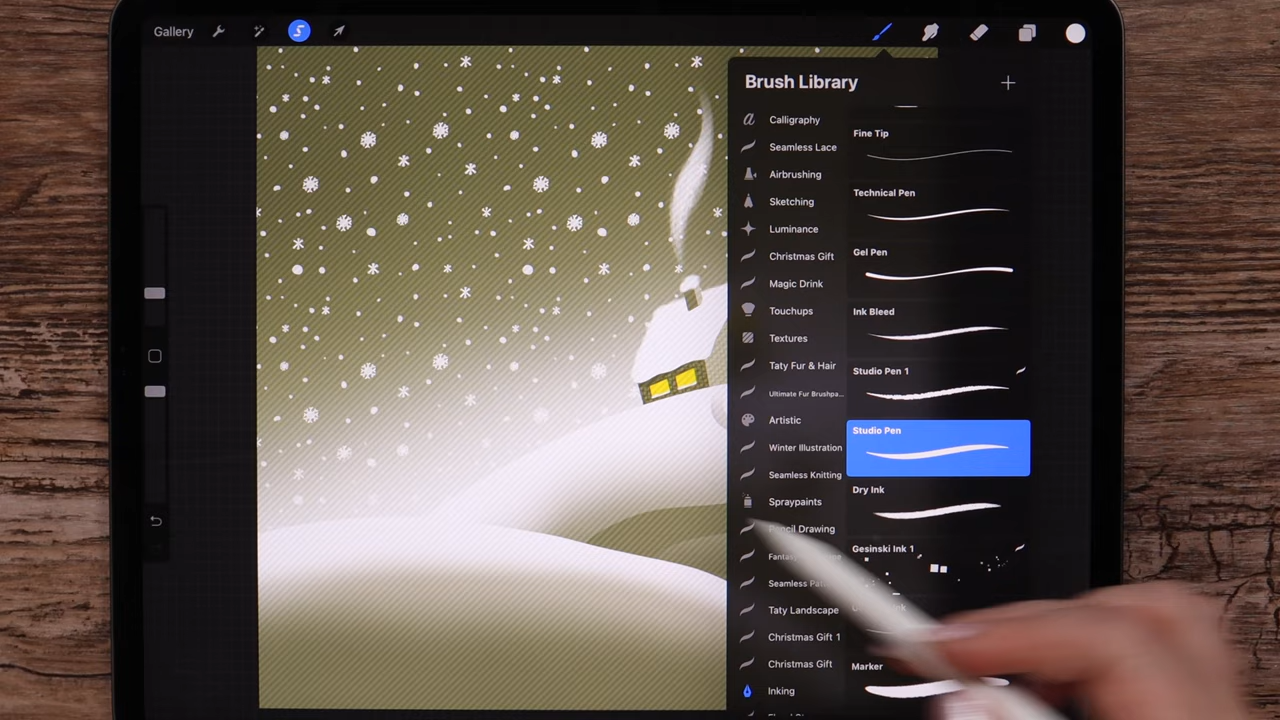 Gallery
Brush Library
Calligraphy
Seamless Lace
Airbrushing
Sketching
Luminance
Christmas Gift
Magic Drink
Touchups
Textures
Taty Fur & Hair
Ultimate Fur Brushpa...
Artistic
Winter Illustration
Seamless Knitting
Spraypaints
Pencil Drawing
Seamless
Taty Landscape
Christmas Gift 1
Christmas Gift
Inking
Fine Tip
Technical Pen
Gel Pen
Ink Bleed
Studio Pen 1
Studio Pen
Dry Ink
Gesinski Ink 1
Marker